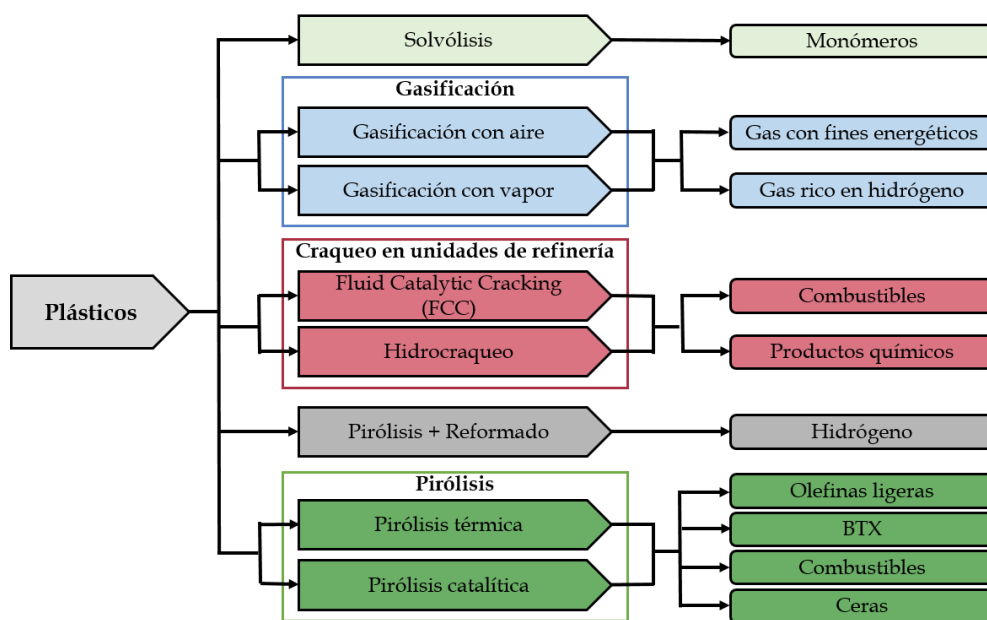 Solvólisis
Monómeros
Gasificación
Gasificación con aire
Gas con fines energéticos
Gasificación con vapor
Gas rico en hidrógeno
Craqueo en unidades de refinería
Plásticos
Fluid Catalytic Cracking
(FCC)
Combustibles
Hidrocraqueo
Productos químicos
Pirólisis + Reformado
Hidrógeno
Pirólisis
Pirólisis térmica
Olefinas ligeras
BTX
Pirólisis catalítica
Combustibles
Ceras